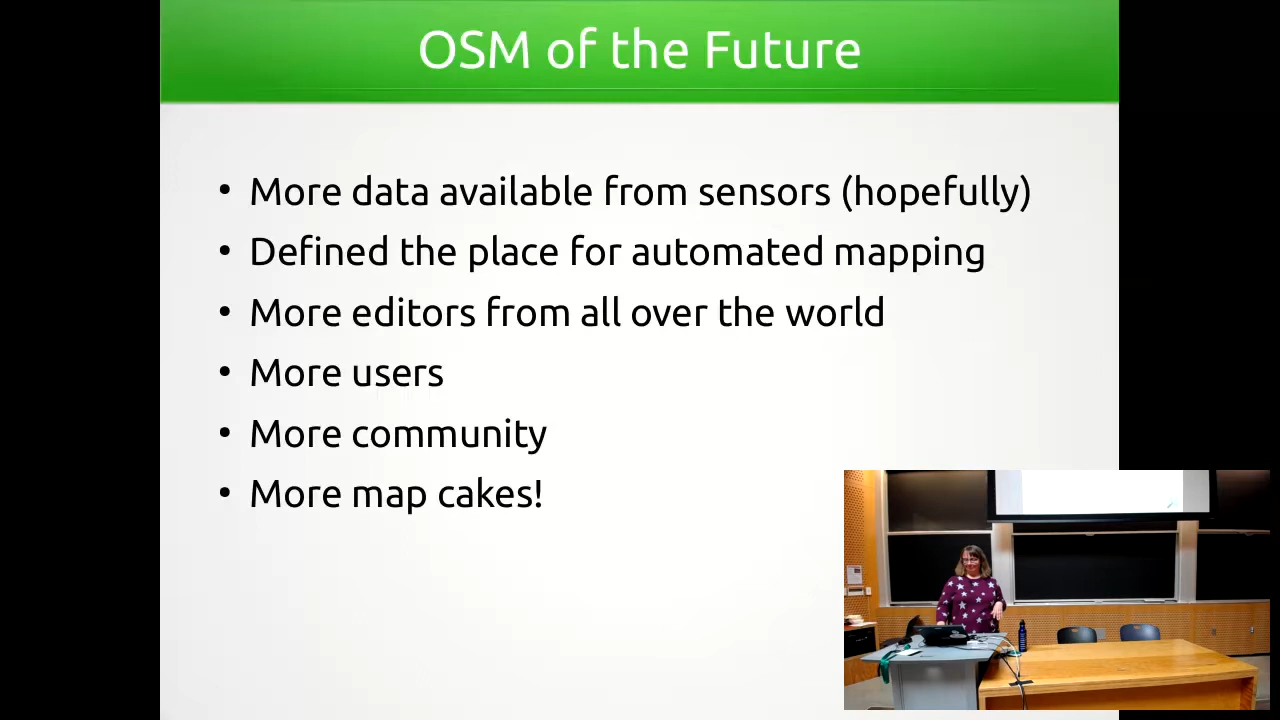 OSM of the Future
• More data available from sensors (hopefully)
• Defined the place for automated mapping
• More editors from all over the world
• More users
• More community
• More map cakes!